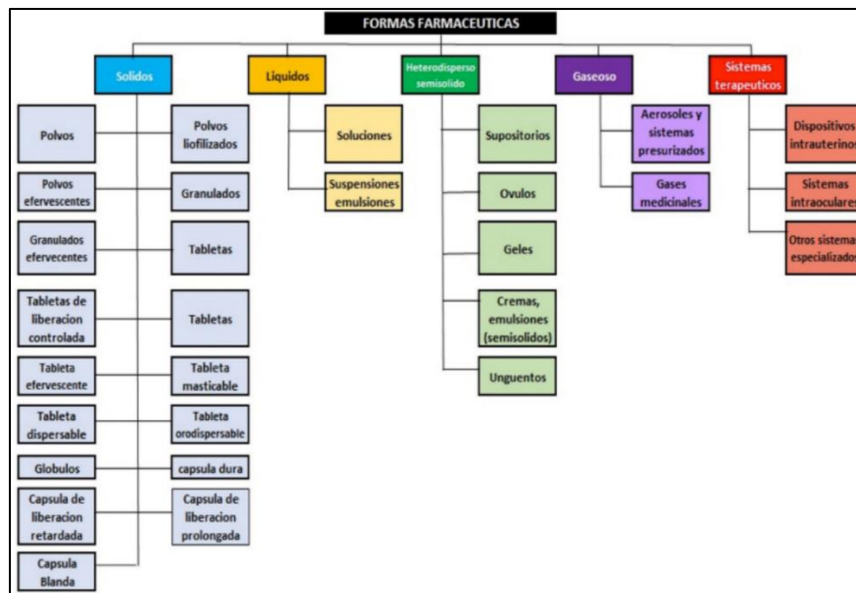 FORMAS FARMACEUTICAS
Solidos
Liquidos
Heterodisperso
semisolido
Gaseoso
Sistemas
terapeuticos
Polvos
Polvos
liofilizados
Polvos
efervescentes
Granulados
Granulados
efervecentes
Tabletas
Tabletas de
liberacion
controlada
Tabletas
Tableta
efervescente
Tableta
masticable
Tableta
dispersable
Tableta
orodispersable
Globulos
capsula dura
Capsula de
liberacion
retardada
Capsula de
liberacion
prolongada
Capsula
Blanda
Soluciones
Suspensiones
emulsiones
Supositorios
Ovulos
Geles
Cremas,
emulsiones
(semisolidos)
Unguentos
Aerosoles y
sistemas
presurizados
Gases
medicinales
Dispositivos
intrauterinos
Sistemas
intraoculares
Otros sistemas
especializados